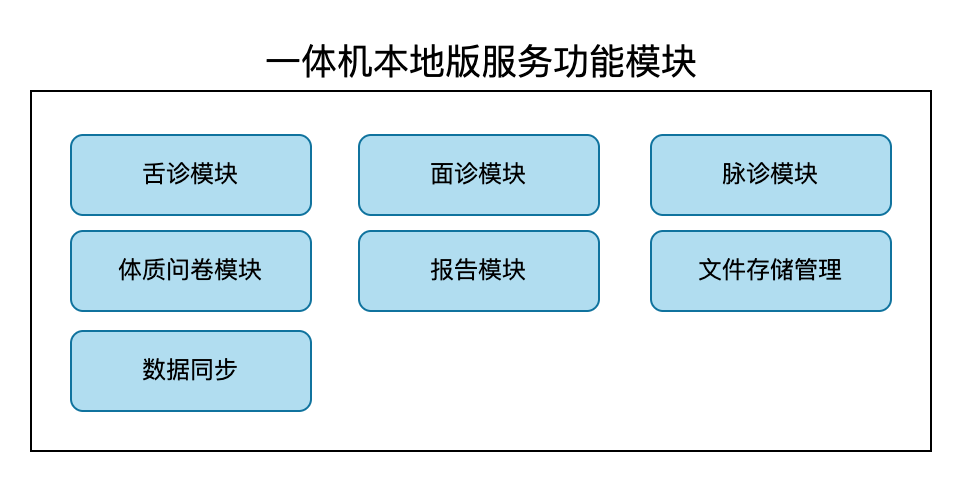 一体机本地版服务功能模块
舌诊模块
面诊模块
脉诊模块
体质问卷模块
报告模块
文件存储管理
数据同步